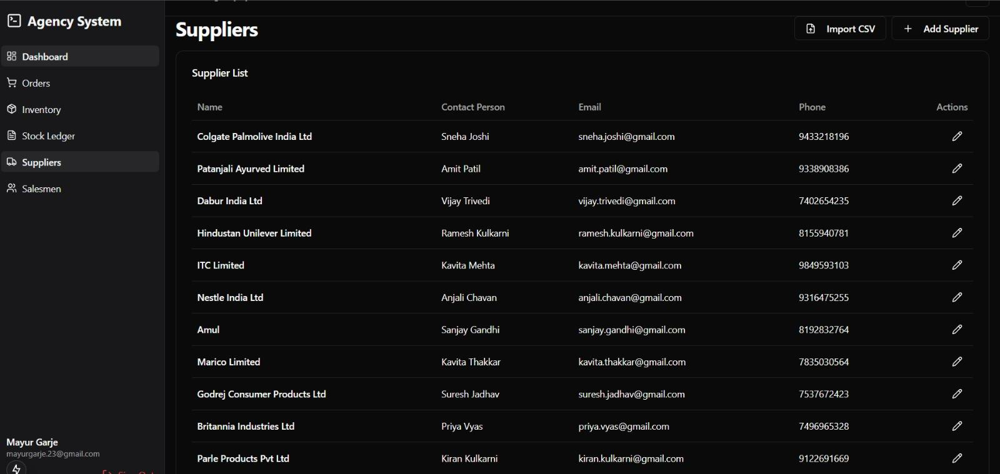 Agency System
Dashboard
Orders
Inventory
Stock Ledger
Suppliers
Salesmen
Mayur Garje
mayurgarje.23@gmail.com
Suppliers
Import CSV
Add Supplier
Supplier List
Name Contact Person Email Phone Actions
Colgate Palmolive India Ltd Sneha Joshi sneha.joshi@gmail.com 9433218196
Patanjali Ayurved Limited Amit Patil amit.patil@gmail.com 9338908386
Dabur India Ltd Vijay Trivedi vijay.trivedi@gmail.com 7402654235
Hindustan Unilever Limited Ramesh Kulkarni ramesh.kulkarni@gmail.com 8155940781
ITC Limited Kavita Mehta kavita.mehta@gmail.com 9849593103
Nestle India Ltd Anjali Chavan anjali.chavan@gmail.com 9316475255
Amul Sanjay Gandhi sanjay.gandhi@gmail.com 8192832764
Marico Limited Kavita Thakkar kavita.thakkar@gmail.com 7835030564
Godrej Consumer Products Ltd Suresh Jadhav suresh.jadhav@gmail.com 7537672423
Britannia Industries Ltd Priya Vyas priya.vyas@gmail.com 7496965328
Parle Products Pvt Ltd Kiran Kulkarni kiran.kulkarni@gmail.com 9122691669